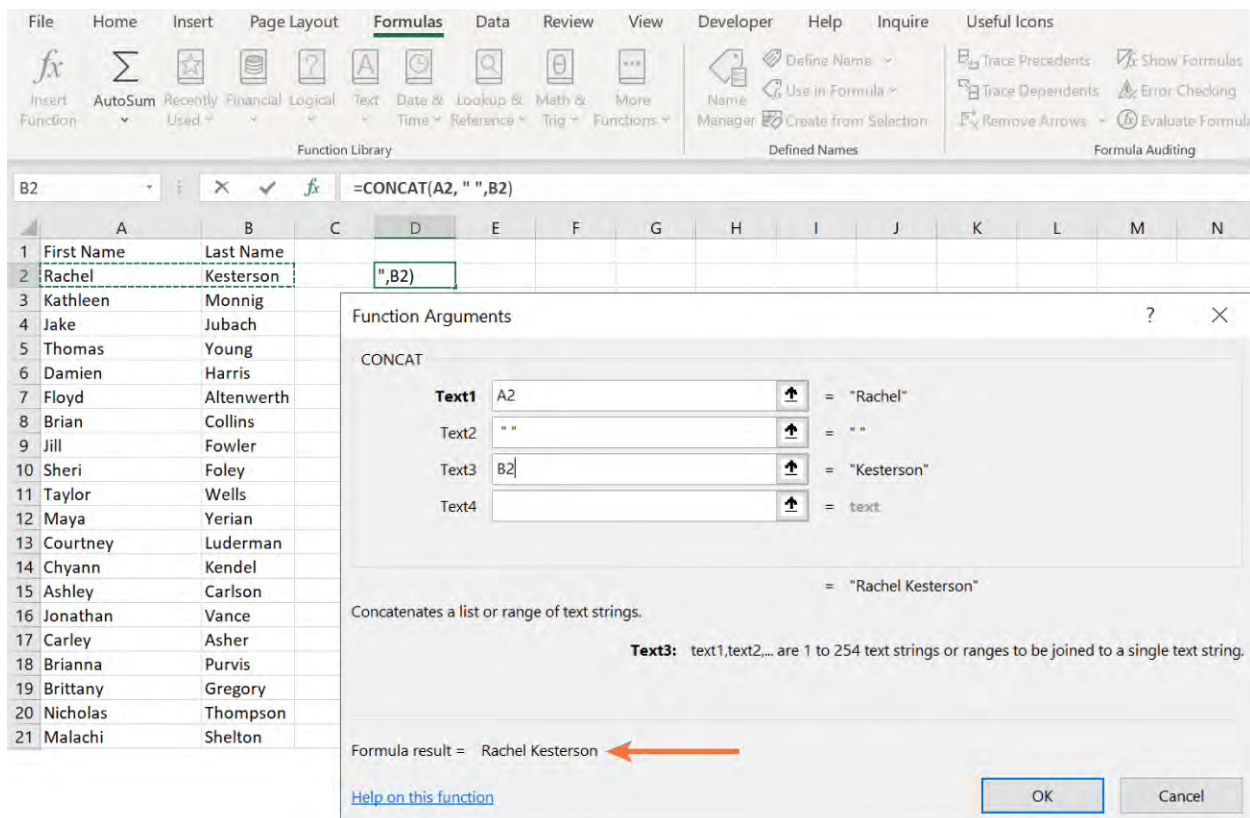 File Home Insert Page Layout Formulas Data Review View Developer Help Inquire Useful Icons
fx Σ ? A θ ···
Insert Function AutoSum Recently Used Financial Logical Text Date & Time Lookup & Reference Math & Trig More Functions
Function Library
Name Manager Define Name
Use in Formula
Create from Selection
Defined Names
Trace Precedents Show Formulas
Trace Dependents Error Checking
Remove Arrows Evaluate Formula
Formula Auditing
B2 fx =CONCAT(A2, " ",B2)
A B C D E F G H I J K L M N
1 First Name Last Name
2 Rachel Kesterson ",B2)
3 Kathleen Monnig
4 Jake Jubach
5 Thomas Young
6 Damien Harris
7 Floyd Altenwerth
8 Brian Collins
9 Jill Fowler
10 Sheri Foley
11 Taylor Wells
12 Maya Yerian
13 Courtney Luderman
14 Chyann Kendel
15 Ashley Carlson
16 Jonathan Vance
17 Carley Asher
18 Brianna Purvis
19 Brittany Gregory
20 Nicholas Thompson
21 Malachi Shelton
Function Arguments ? ×
CONCAT
Text1 A2 = "Rachel"
Text2 " " = " "
Text3 B2 = "Kesterson"
Text4 = text
= "Rachel Kesterson"
Concatenates a list or range of text strings.
Text3: text1,text2,... are 1 to 254 text strings or ranges to be joined to a single text string.
Formula result = Rachel Kesterson
Help on this function
OK Cancel